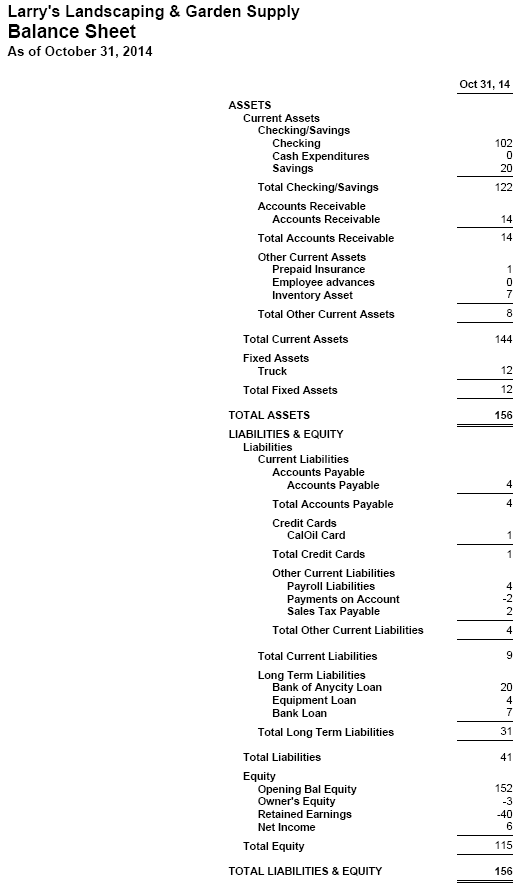 Larry's Landscaping & Garden Supply
Balance Sheet
As of October 31, 2014
Oct 31, 14
ASSETS
Current Assets
Checking/Savings
Checking 102
Cash Expenditures 0
Savings 20
Total Checking/Savings 122
Accounts Receivable
Accounts Receivable 14
Total Accounts Receivable 14
Other Current Assets
Prepaid Insurance 1
Employee advances 0
Inventory Asset 7
Total Other Current Assets 8
Total Current Assets 144
Fixed Assets
Truck 12
Total Fixed Assets 12
TOTAL ASSETS 156
LIABILITIES & EQUITY
Liabilities
Current Liabilities
Accounts Payable
Accounts Payable 4
Total Accounts Payable 4
Credit Cards
CalOil Card 1
Total Credit Cards 1
Other Current Liabilities
Payroll Liabilities 4
Payments on Account -2
Sales Tax Payable 2
Total Other Current Liabilities 4
Total Current Liabilities 9
Long Term Liabilities
Bank of Anycity Loan 20
Equipment Loan 4
Bank Loan 7
Total Long Term Liabilities 31
Total Liabilities 41
Equity
Opening Bal Equity 152
Owner's Equity -3
Retained Earnings -40
Net Income 6
Total Equity 115
TOTAL LIABILITIES & EQUITY 156